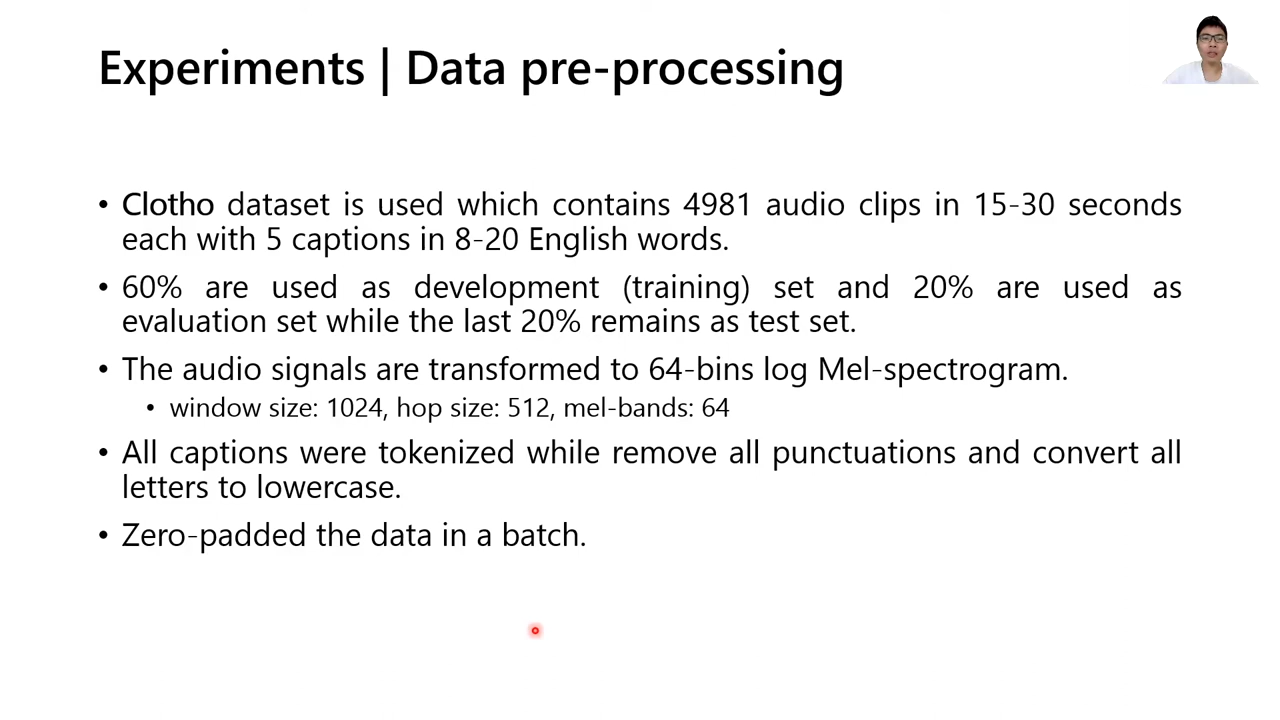 Experiments | Data pre-processing
• Clotho dataset is used which contains 4981 audio clips in 15-30 seconds
each with 5 captions in 8-20 English words.
• 60% are used as development (training) set and 20% are used as
evaluation set while the last 20% remains as test set.
• The audio signals are transformed to 64-bins log Mel-spectrogram.
• window size: 1024, hop size: 512, mel-bands: 64
• All captions were tokenized while remove all punctuations and convert all
letters to lowercase.
• Zero-padded the data in a batch.